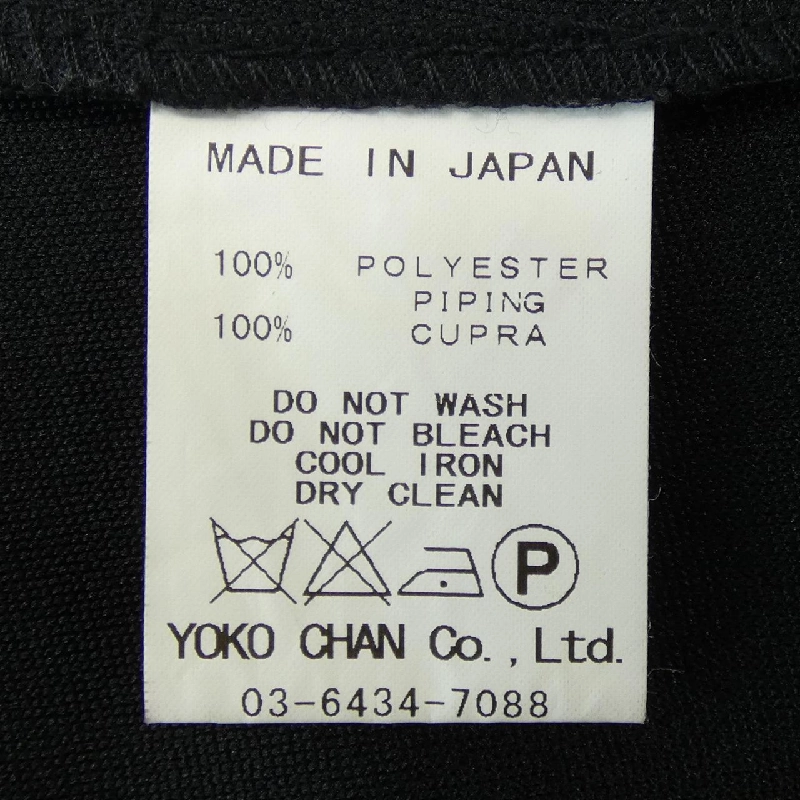 MADE IN JAPAN
100% POLYESTER
PIPING
100% CUPRA
DO NOT WASH
DO NOT BLEACH
COOL IRON
DRY CLEAN
P
YOKO CHAN Co., Ltd.
03-6434-7088